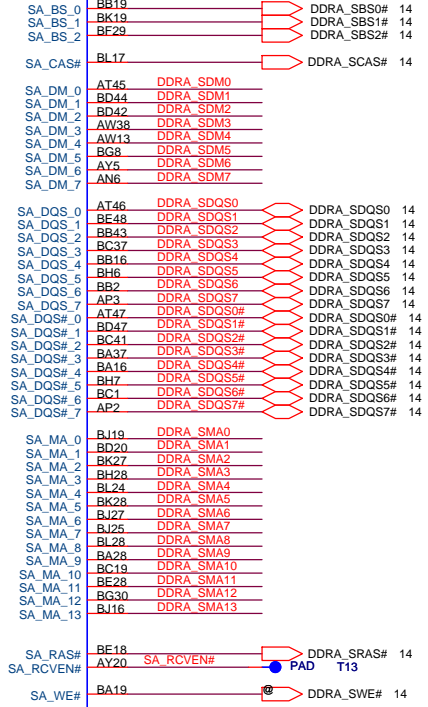 SA_BS_0 BB19 DDRA_SBS0# 14
SA_BS_1 BK19 DDRA_SBS1# 14
SA_BS_2 BF29 DDRA_SBS2# 14
SA_CAS# BL17 DDRA_SCAS# 14
SA_DM_0 AT45 DDRA_SDM0
SA_DM_1 BD44 DDRA_SDM1
SA_DM_2 BD42 DDRA_SDM2
SA_DM_3 AW38 DDRA_SDM3
SA_DM_4 AW13 DDRA_SDM4
SA_DM_5 BG8 DDRA_SDM5
SA_DM_6 AY5 DDRA_SDM6
SA_DM_7 AN6 DDRA_SDM7
SA_DQS_0 AT46 DDRA_SDQS0 DDRA_SDQS0 14
SA_DQS_1 BE48 DDRA_SDQS1 DDRA_SDQS1 14
SA_DQS_2 BB43 DDRA_SDQS2 DDRA_SDQS2 14
SA_DQS_3 BC37 DDRA_SDQS3 DDRA_SDQS3 14
SA_DQS_4 BB16 DDRA_SDQS4 DDRA_SDQS4 14
SA_DQS_5 BH6 DDRA_SDQS5 DDRA_SDQS5 14
SA_DQS_6 BB2 DDRA_SDQS6 DDRA_SDQS6 14
SA_DQS_7 AP3 DDRA_SDQS7 DDRA_SDQS7 14
SA_DQS#_0 AT47 DDRA_SDQS0# DDRA_SDQS0# 14
SA_DQS#_1 BD47 DDRA_SDQS1# DDRA_SDQS1# 14
SA_DQS#_2 BC41 DDRA_SDQS2# DDRA_SDQS2# 14
SA_DQS#_3 BA37 DDRA_SDQS3# DDRA_SDQS3# 14
SA_DQS#_4 BA16 DDRA_SDQS4# DDRA_SDQS4# 14
SA_DQS#_5 BH7 DDRA_SDQS5# DDRA_SDQS5# 14
SA_DQS#_6 BC1 DDRA_SDQS6# DDRA_SDQS6# 14
SA_DQS#_7 AP2 DDRA_SDQS7# DDRA_SDQS7# 14
SA_MA_0 BJ19 DDRA_SMA0
SA_MA_1 BD20 DDRA_SMA1
SA_MA_2 BK27 DDRA_SMA2
SA_MA_3 BH28 DDRA_SMA3
SA_MA_4 BL24 DDRA_SMA4
SA_MA_5 BK28 DDRA_SMA5
SA_MA_6 BJ27 DDRA_SMA6
SA_MA_7 BJ25 DDRA_SMA7
SA_MA_8 BL28 DDRA_SMA8
SA_MA_9 BA28 DDRA_SMA9
SA_MA_10 BC19 DDRA_SMA10
SA_MA_11 BE28 DDRA_SMA11
SA_MA_12 BG30 DDRA_SMA12
SA_MA_13 BJ16 DDRA_SMA13
SA_RAS# BE18 DDRA_SRAS# 14
SA_RCVEN# AY20 SA_RCVEN# PAD T13
SA_WE# BA19 @ DDRA_SWE# 14